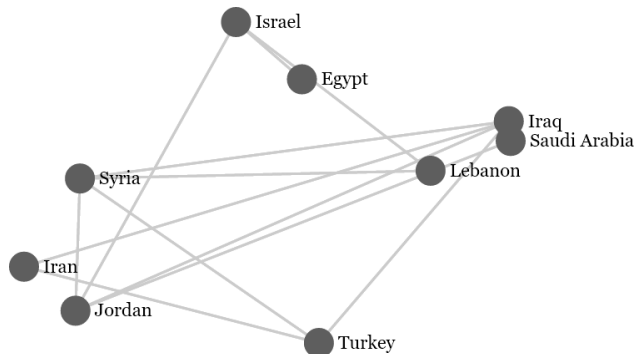 Israel
Egypt
Iraq
Saudi Arabia
Lebanon
Syria
Iran
Jordan
Turkey